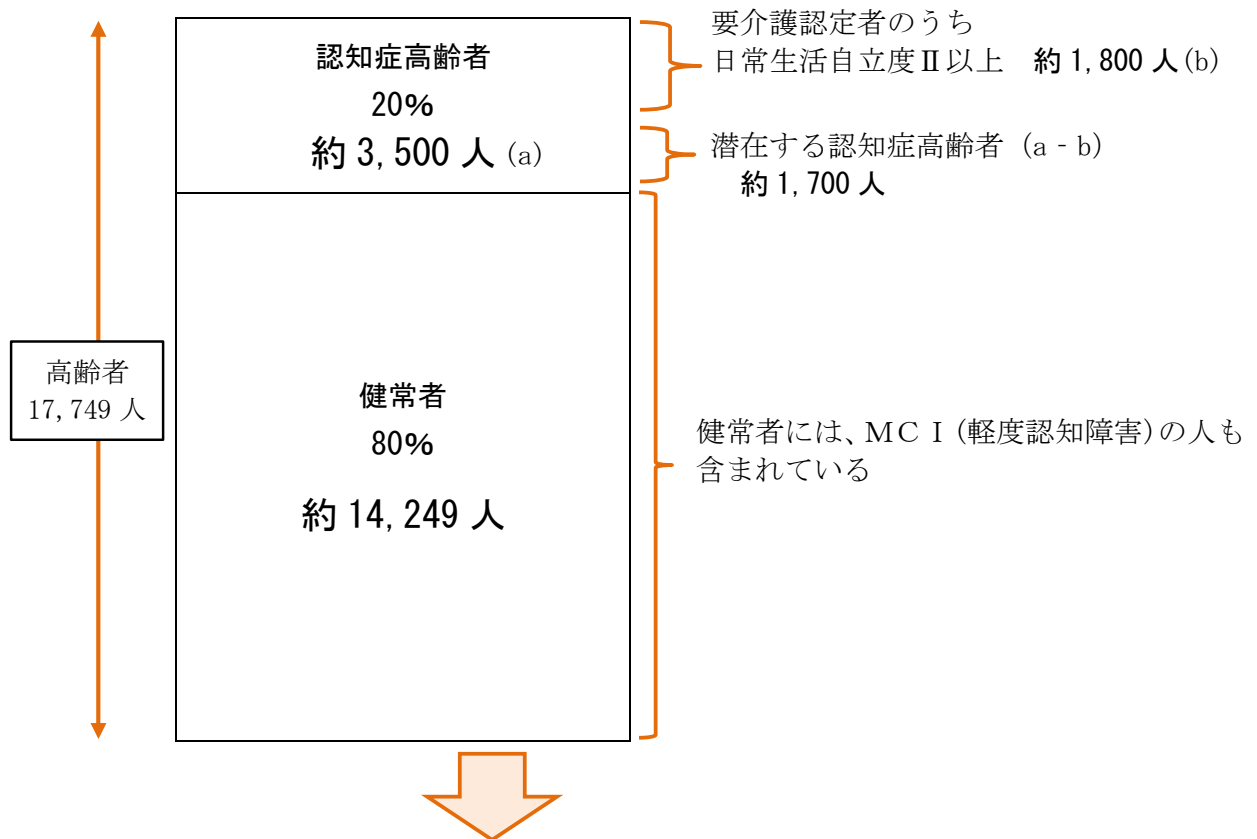 認知症高齢者
20%
約 3,500 人 (a)
要介護認定者のうち
日常生活自立度Ⅱ以上 約 1,800 人(b)
潜在する認知症高齢者 (a - b)
約 1,700 人
高齢者
17,749 人
健常者
80%
約 14,249 人
健常者には、ＭＣＩ(軽度認知障害)の人も
含まれている